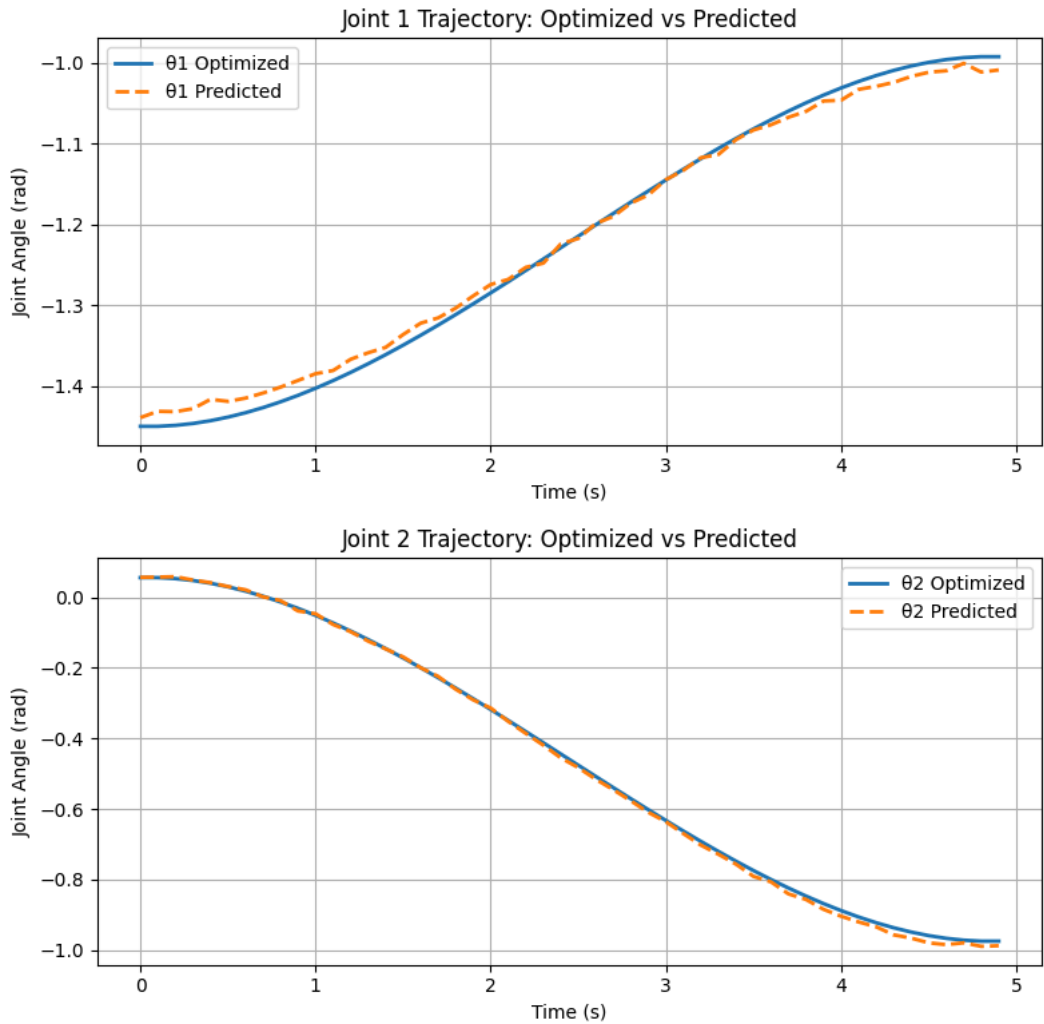 Joint 1 Trajectory: Optimized vs Predicted
θ1 Optimized
θ1 Predicted
−1.0
−1.1
−1.2
−1.3
−1.4
Joint Angle (rad)
0 1 2 3 4 5
Time (s)
Joint 2 Trajectory: Optimized vs Predicted
θ2 Optimized
θ2 Predicted
0.0
−0.2
−0.4
−0.6
−0.8
−1.0
Joint Angle (rad)
0 1 2 3 4 5
Time (s)